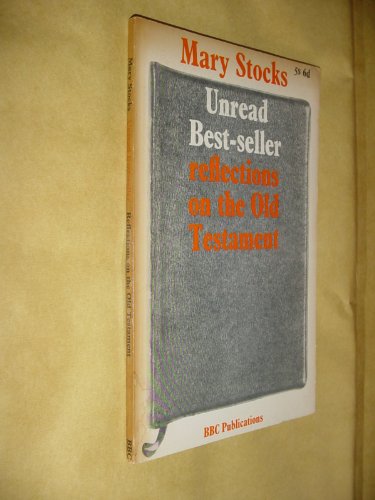 Mary Stocks
5s 6d
Unread
Best-seller
reflections
on the Old
Testament
BBC Publications
Mary Stocks
Reflections on the Old Testament
BBC